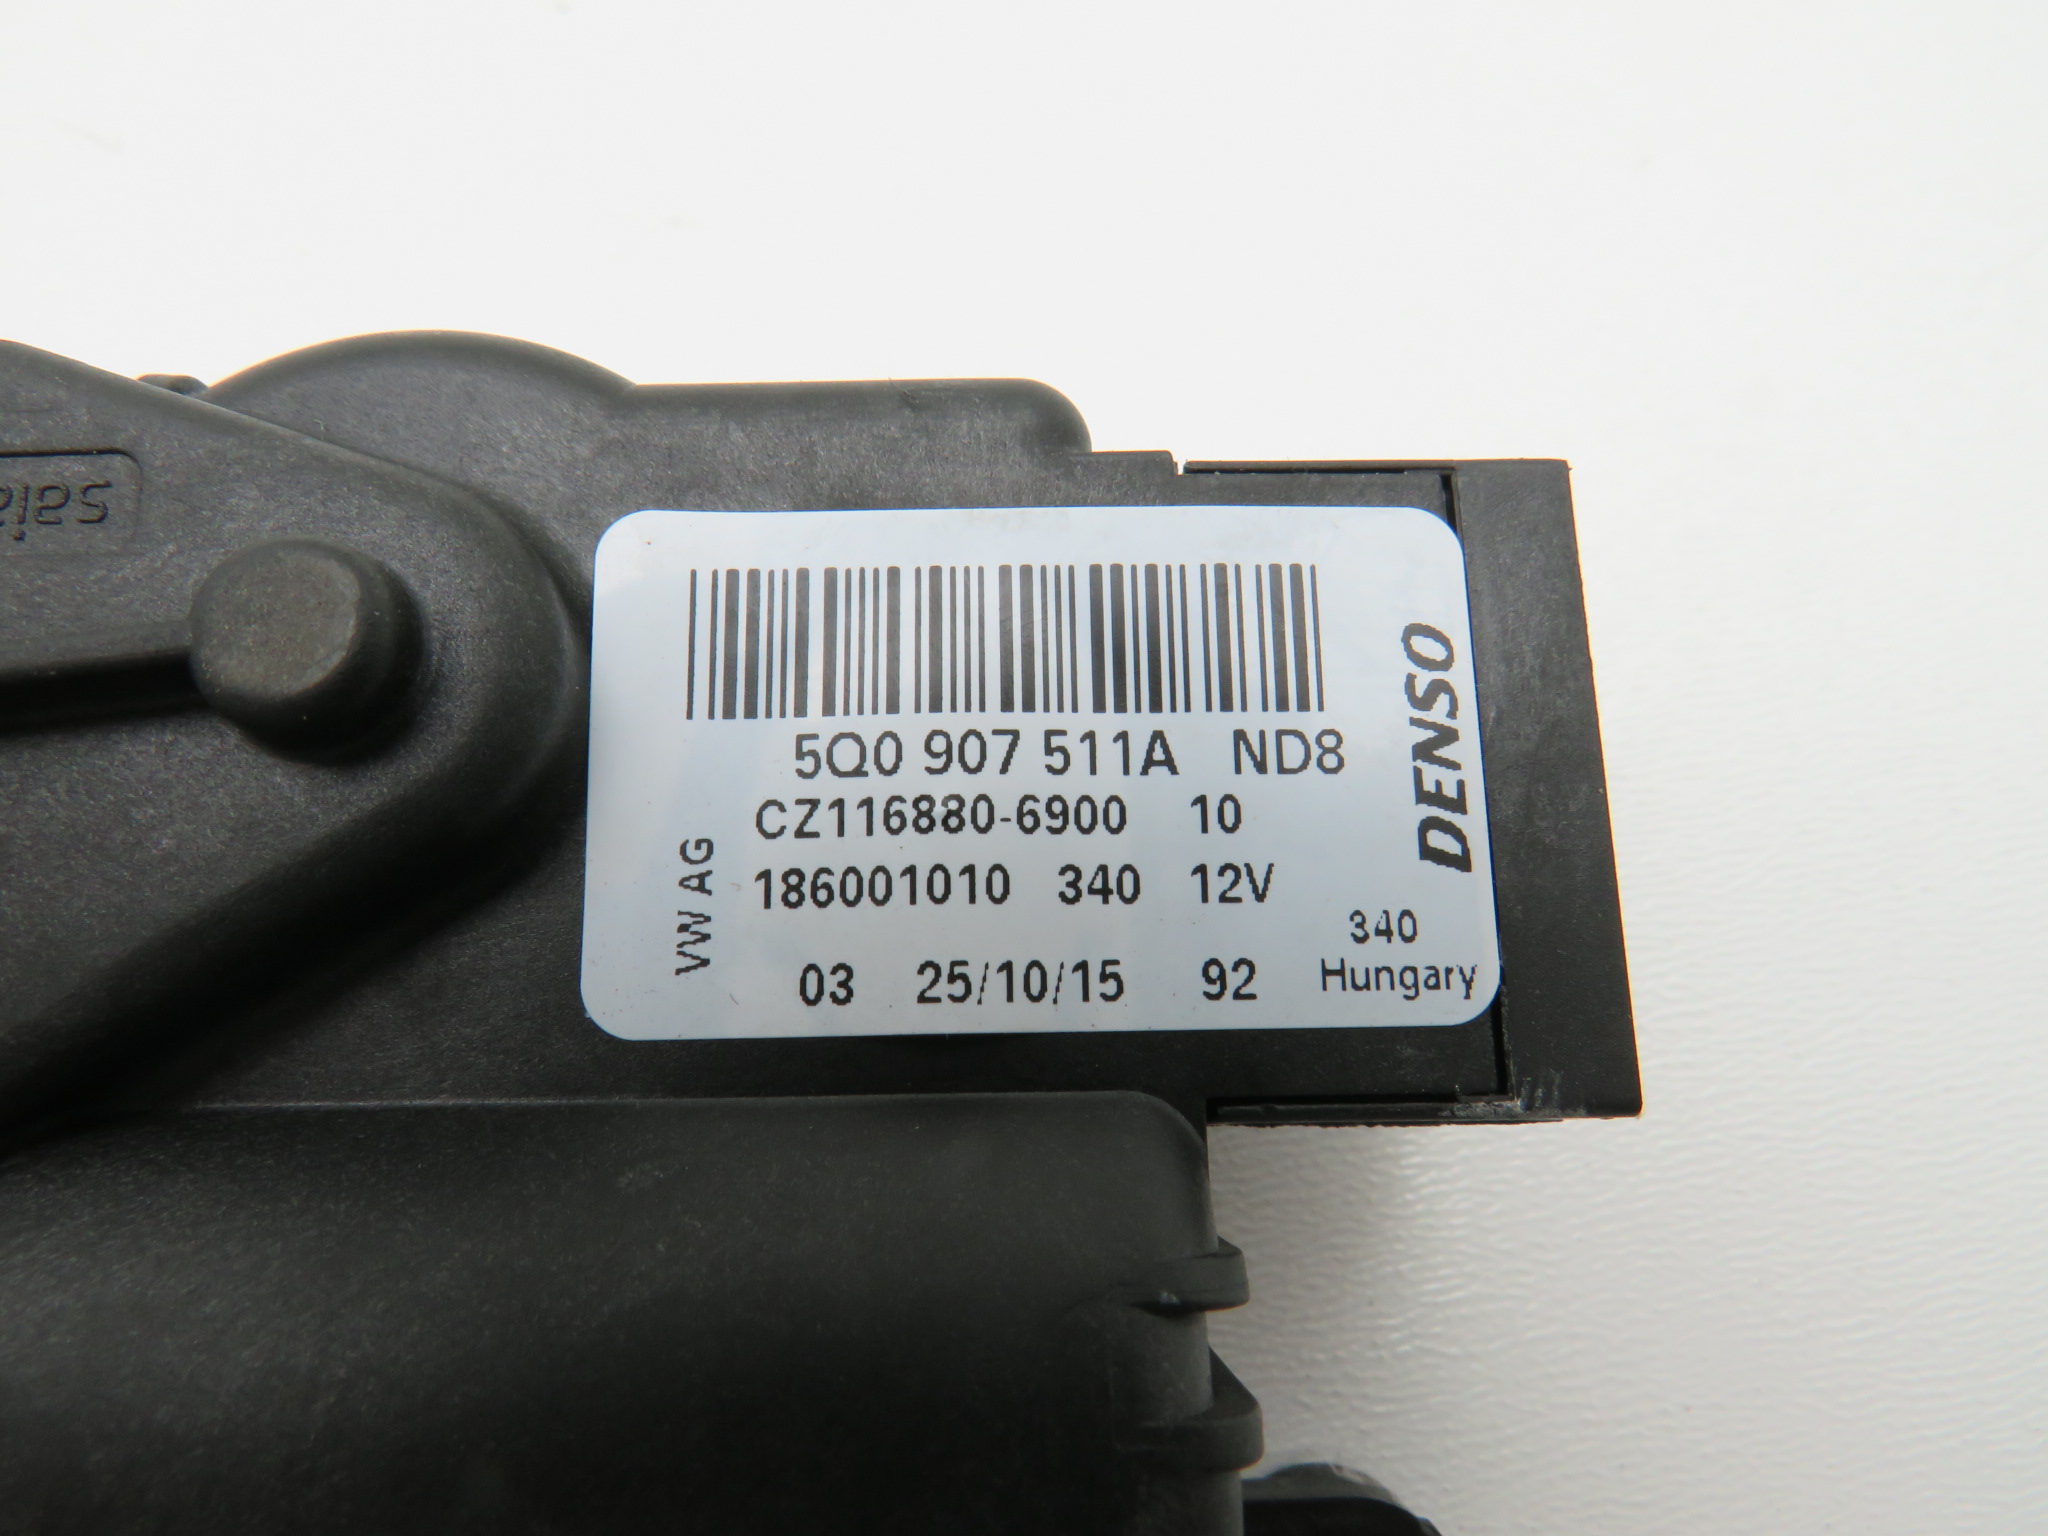 5Q0 907 511A ND8
CZ116880-6900 10
186001010 340 12V
03 25/10/15 92
VW AG
DENSO
340
Hungary